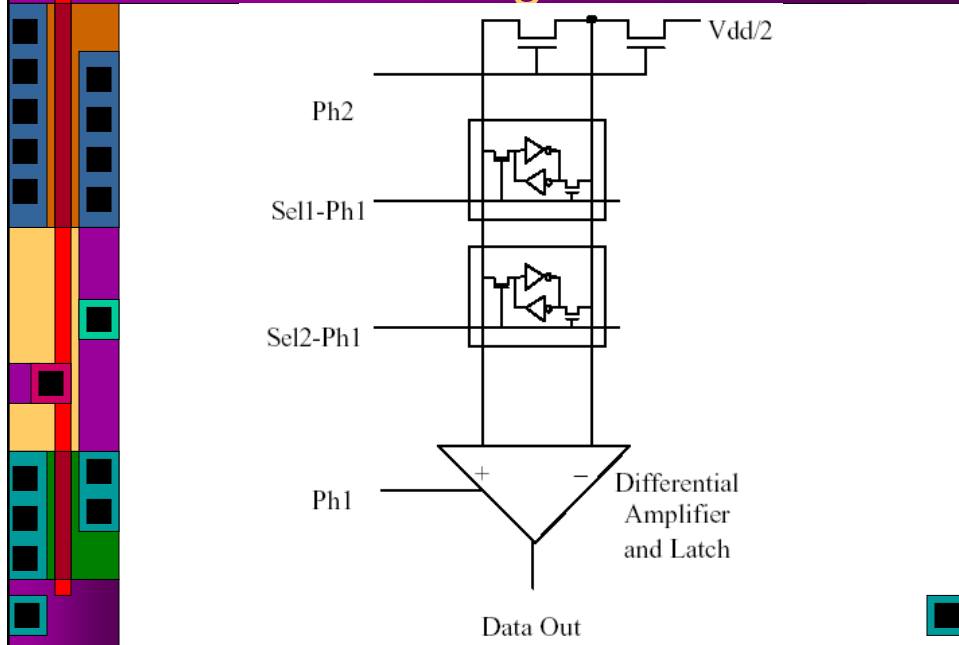 Vdd/2
Ph2
Sel1-Ph1
Sel2-Ph1
+ −
Ph1
Differential
Amplifier
and Latch
Data Out